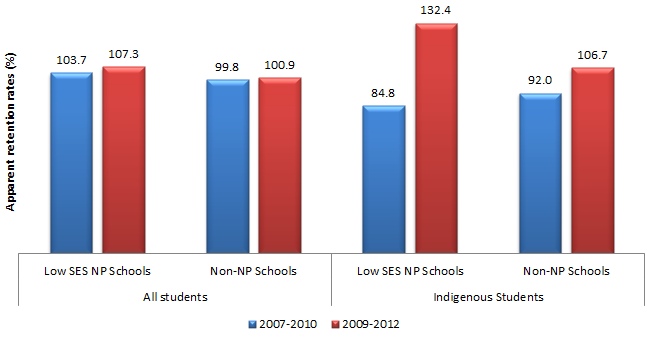 Apparent retention rates (%)
103.7
107.3
99.8
100.9
84.8
132.4
92.0
106.7
Low SES NP Schools
Non-NP Schools
Low SES NP Schools
Non-NP Schools
All students
Indigenous Students
2007-2010
2009-2012